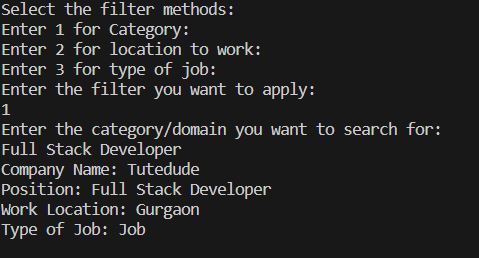 Select the filter methods:
Enter 1 for Category:
Enter 2 for location to work:
Enter 3 for type of job:
Enter the filter you want to apply:
1
Enter the category/domain you want to search for:
Full Stack Developer
Company Name: Tutedude
Position: Full Stack Developer
Work Location: Gurgaon
Type of Job: Job